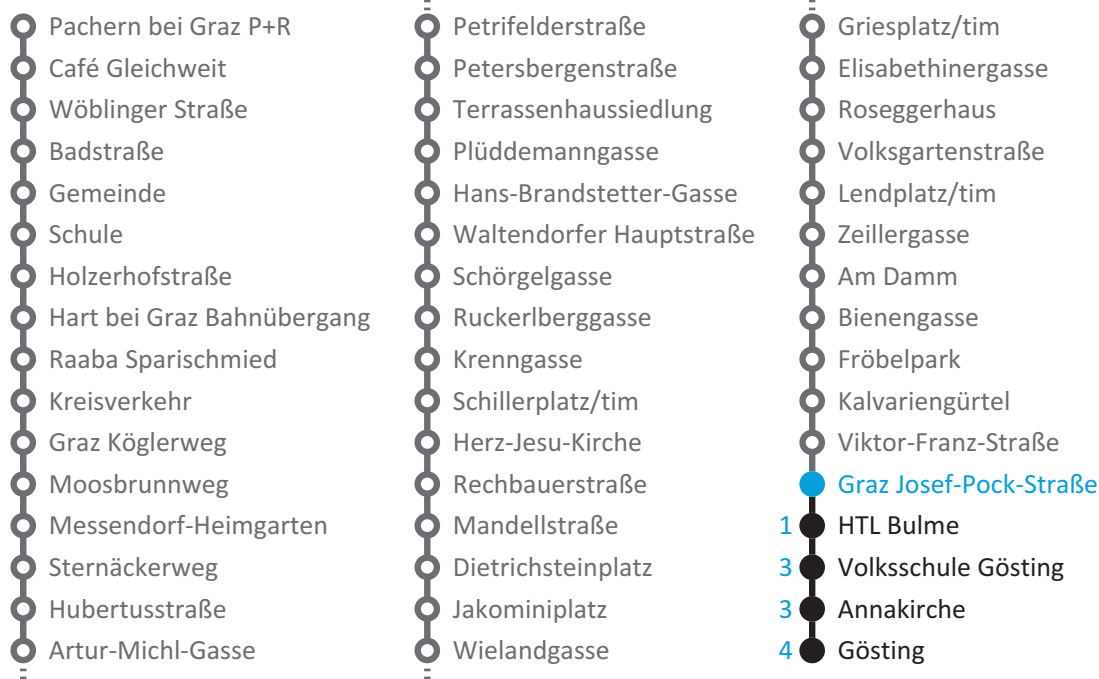 Pachern bei Graz P+R
Café Gleichweit
Wöblinger Straße
Badstraße
Gemeinde
Schule
Holzerhofstraße
Hart bei Graz Bahnübergang
Raaba Sparischmied
Kreisverkehr
Graz Köglerweg
Moosbrunnweg
Messendorf-Heimgarten
Sternäckerweg
Hubertusstraße
Artur-Michl-Gasse
Petrifelderstraße
Petersbergenstraße
Terrassenhaussiedlung
Plüddemanngasse
Hans-Brandstetter-Gasse
Waltendorfer Hauptstraße
Schörgelgasse
Ruckerlberggasse
Krenngasse
Schillerplatz/tim
Herz-Jesu-Kirche
Rechbauerstraße
Mandellstraße
Dietrichsteinplatz
Jakominiplatz
Wielandgasse
Griesplatz/tim
Elisabethinergasse
Roseggerhaus
Volksgartenstraße
Lendplatz/tim
Zeillergasse
Am Damm
Bienengasse
Fröbelpark
Kalvariengürtel
Viktor-Franz-Straße
Graz Josef-Pock-Straße
1 HTL Bulme
3 Volksschule Gösting
3 Annakirche
4 Gösting